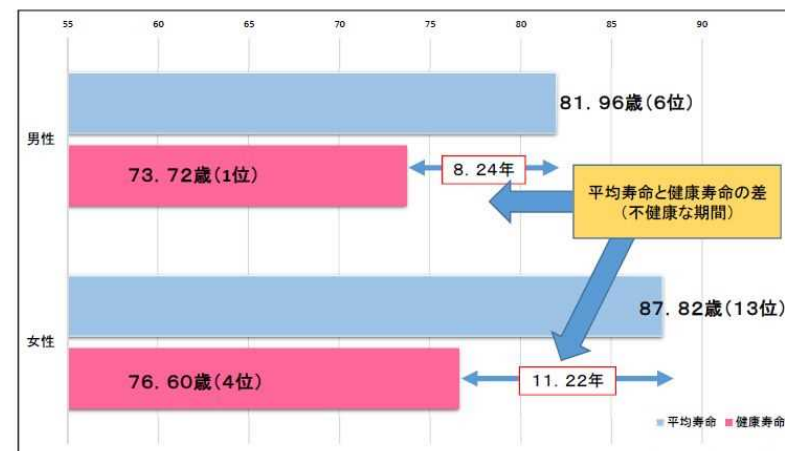 55 60 65 70 75 80 85 90
81.96歳(6位)
男性
73.72歳(1位)
8.24年
平均寿命と健康寿命の差
(不健康な期間)
87.82歳(13位)
女性
76.60歳(4位)
11.22年
平均寿命 健康寿命